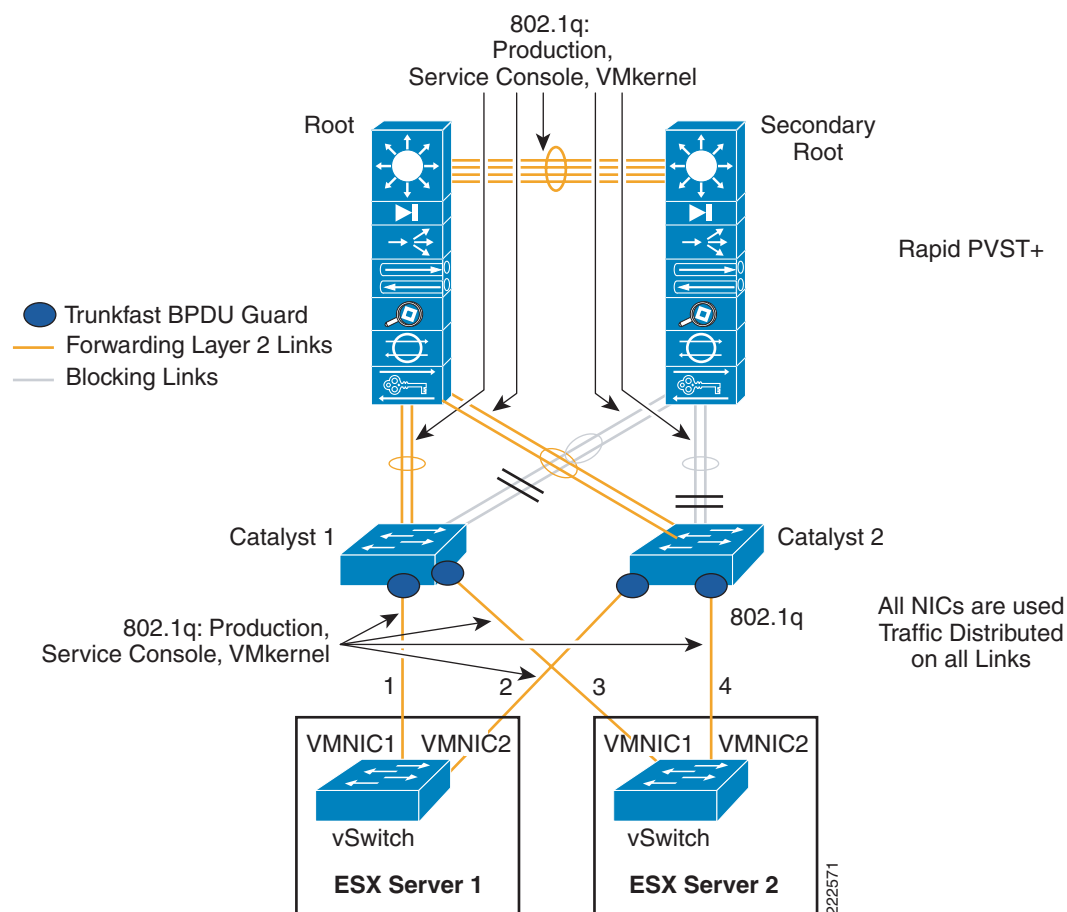 802.1q:
Production,
Service Console, VMkernel
Root
Secondary
Root
Rapid PVST+
Trunkfast BPDU Guard
Forwarding Layer 2 Links
Blocking Links
Catalyst 1
Catalyst 2
802.1q: Production,
Service Console, VMkernel
802.1q
All NICs are used
Traffic Distributed
on all Links
1
2
3
4
VMNIC1
VMNIC2
VMNIC1
VMNIC2
vSwitch
vSwitch
ESX Server 1
ESX Server 2
222571